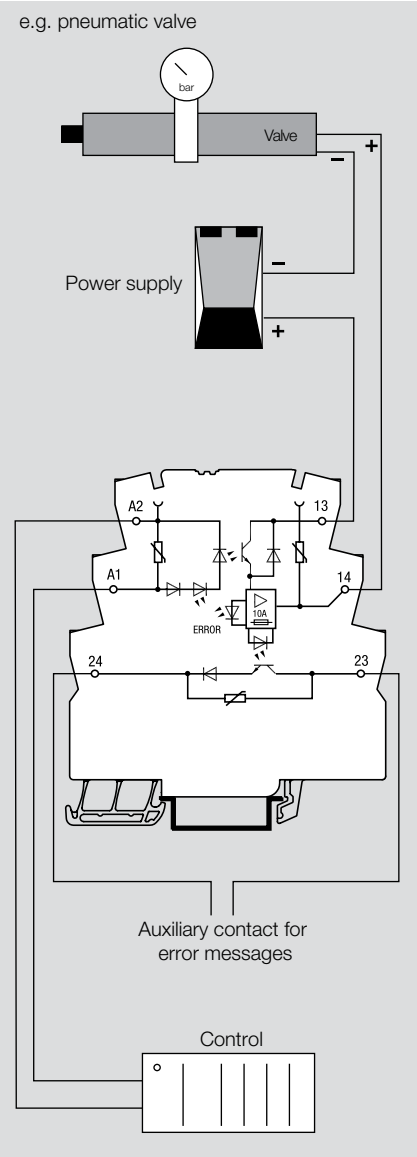 e.g. pneumatic valve
bar
Valve
+
–
Power supply
–
+
A2
13
A1
14
10A
ERROR
24
23
Auxiliary contact for
error messages
Control